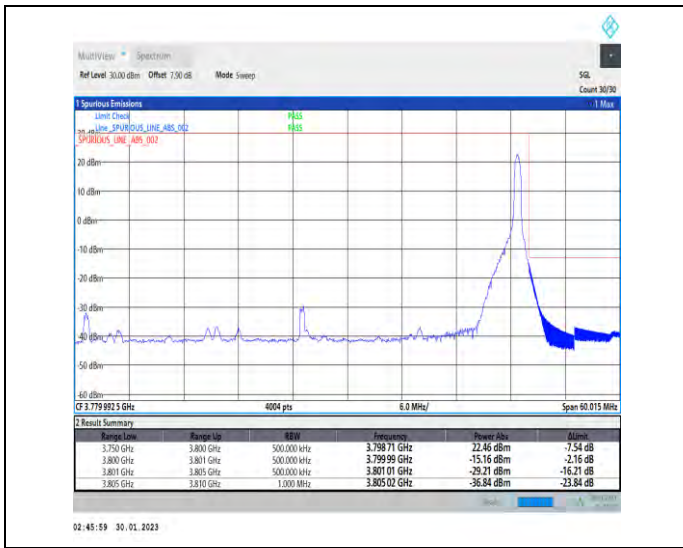 MultiView Spectrum
Ref Level 30.00 dBm Offset 7.90 dB Mode Sweep
SGL
Count 30/30
1 Spurious Emissions 1 Max
Limit Check PASS
Line _SPURIOUS_LINE_ABS_002 PASS
_SPURIOUS_LINE_ABS_002
20 dBm
10 dBm
0 dBm
-10 dBm
-20 dBm
-30 dBm
-40 dBm
-50 dBm
-60 dBm
CF 3.779 992 5 GHz 4004 pts 6.0 MHz/ Span 60.015 MHz
2 Result Summary
Range Low Range Up RBW Frequency Power Abs ΔLimit
3.750 GHz 3.800 GHz 500.000 kHz 3.798 71 GHz 22.46 dBm -7.54 dB
3.800 GHz 3.801 GHz 500.000 kHz 3.799 99 GHz -15.16 dBm -2.16 dB
3.801 GHz 3.805 GHz 500.000 kHz 3.801 01 GHz -29.21 dBm -16.21 dB
3.805 GHz 3.810 GHz 1.000 MHz 3.805 02 GHz -36.84 dBm -23.84 dB
02:45:59 30.01.2023